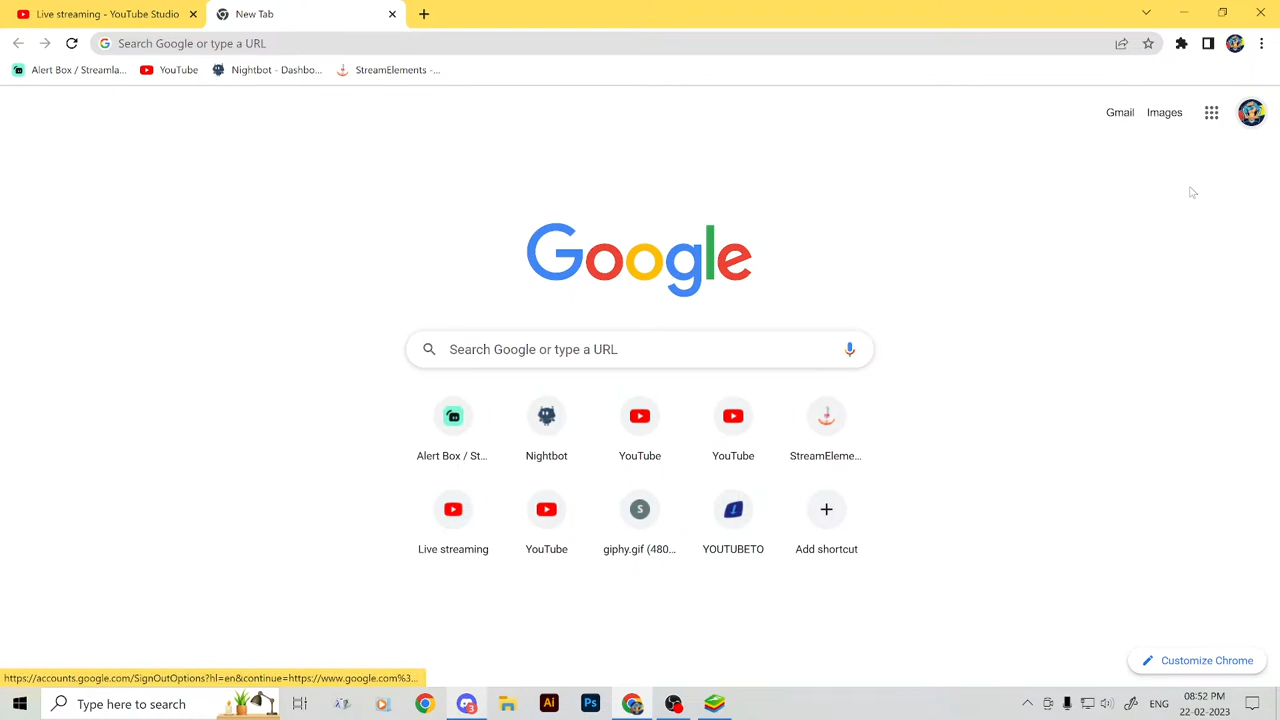 Live streaming - YouTube Studio
New Tab
Search Google or type a URL
Alert Box / Streamla...
YouTube
Nightbot - Dashbo...
StreamElements -...
Gmail
Images
Google
Search Google or type a URL
Alert Box / St...
Nightbot
YouTube
YouTube
StreamEleme...
Live streaming
YouTube
S
giphy.gif (480...
YOUTUBETO
Add shortcut
Customize Chrome
https://accounts.google.com/SignOutOptions?hl=en&continue=https://www.google.com%3...
Type here to search
3
Ai
Ps
ENG
08:52 PM
22-02-2023